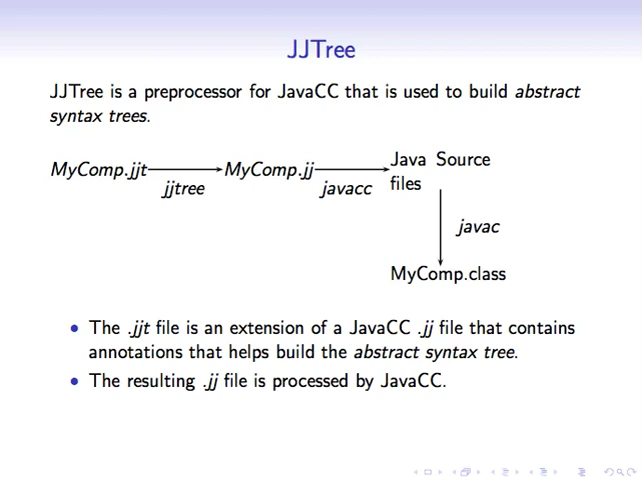 JJTree
JJTree is a preprocessor for JavaCC that is used to build abstract
syntax trees.
MyComp.jjt
jjtree
MyComp.jj
javacc
Java Source
files
javac
MyComp.class
• The .jjt file is an extension of a JavaCC .jj file that contains
annotations that helps build the abstract syntax tree.
• The resulting .jj file is processed by JavaCC.